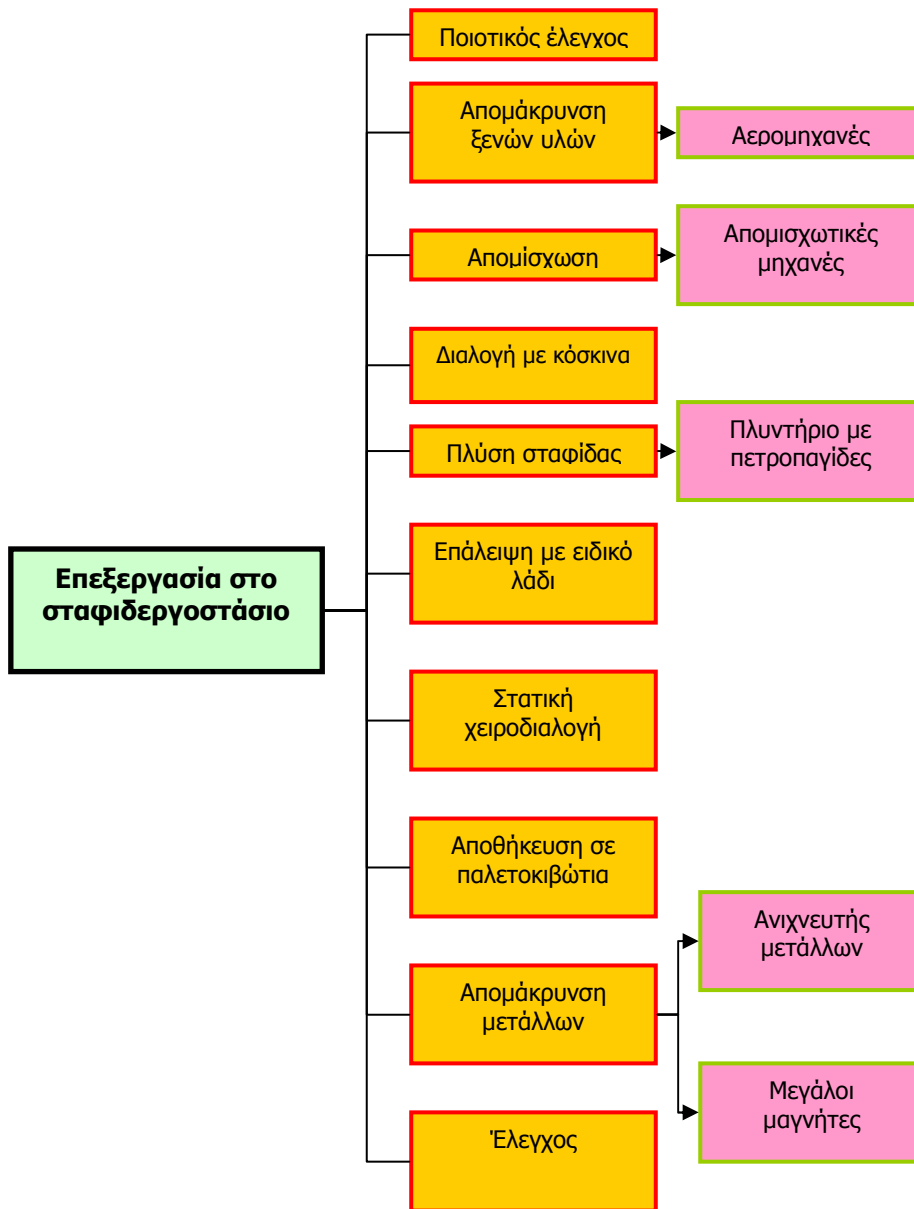 Ποιοτικός έλεγχος
Απομάκρυνση
ξενών υλών
Αερομηχανές
Απομίσχωση
Απομισχωτικές
μηχανές
Διαλογή με κόσκινα
Πλύση σταφίδας
Πλυντήριο με
πετροπαγίδες
Επεξεργασία στο
σταφιδεργοστάσιο
Επάλειψη με ειδικό
λάδι
Στατική
χειροδιαλογή
Αποθήκευση σε
παλετοκιβώτια
Απομάκρυνση
μετάλλων
Ανιχνευτής
μετάλλων
Μεγάλοι
μαγνήτες
Έλεγχος